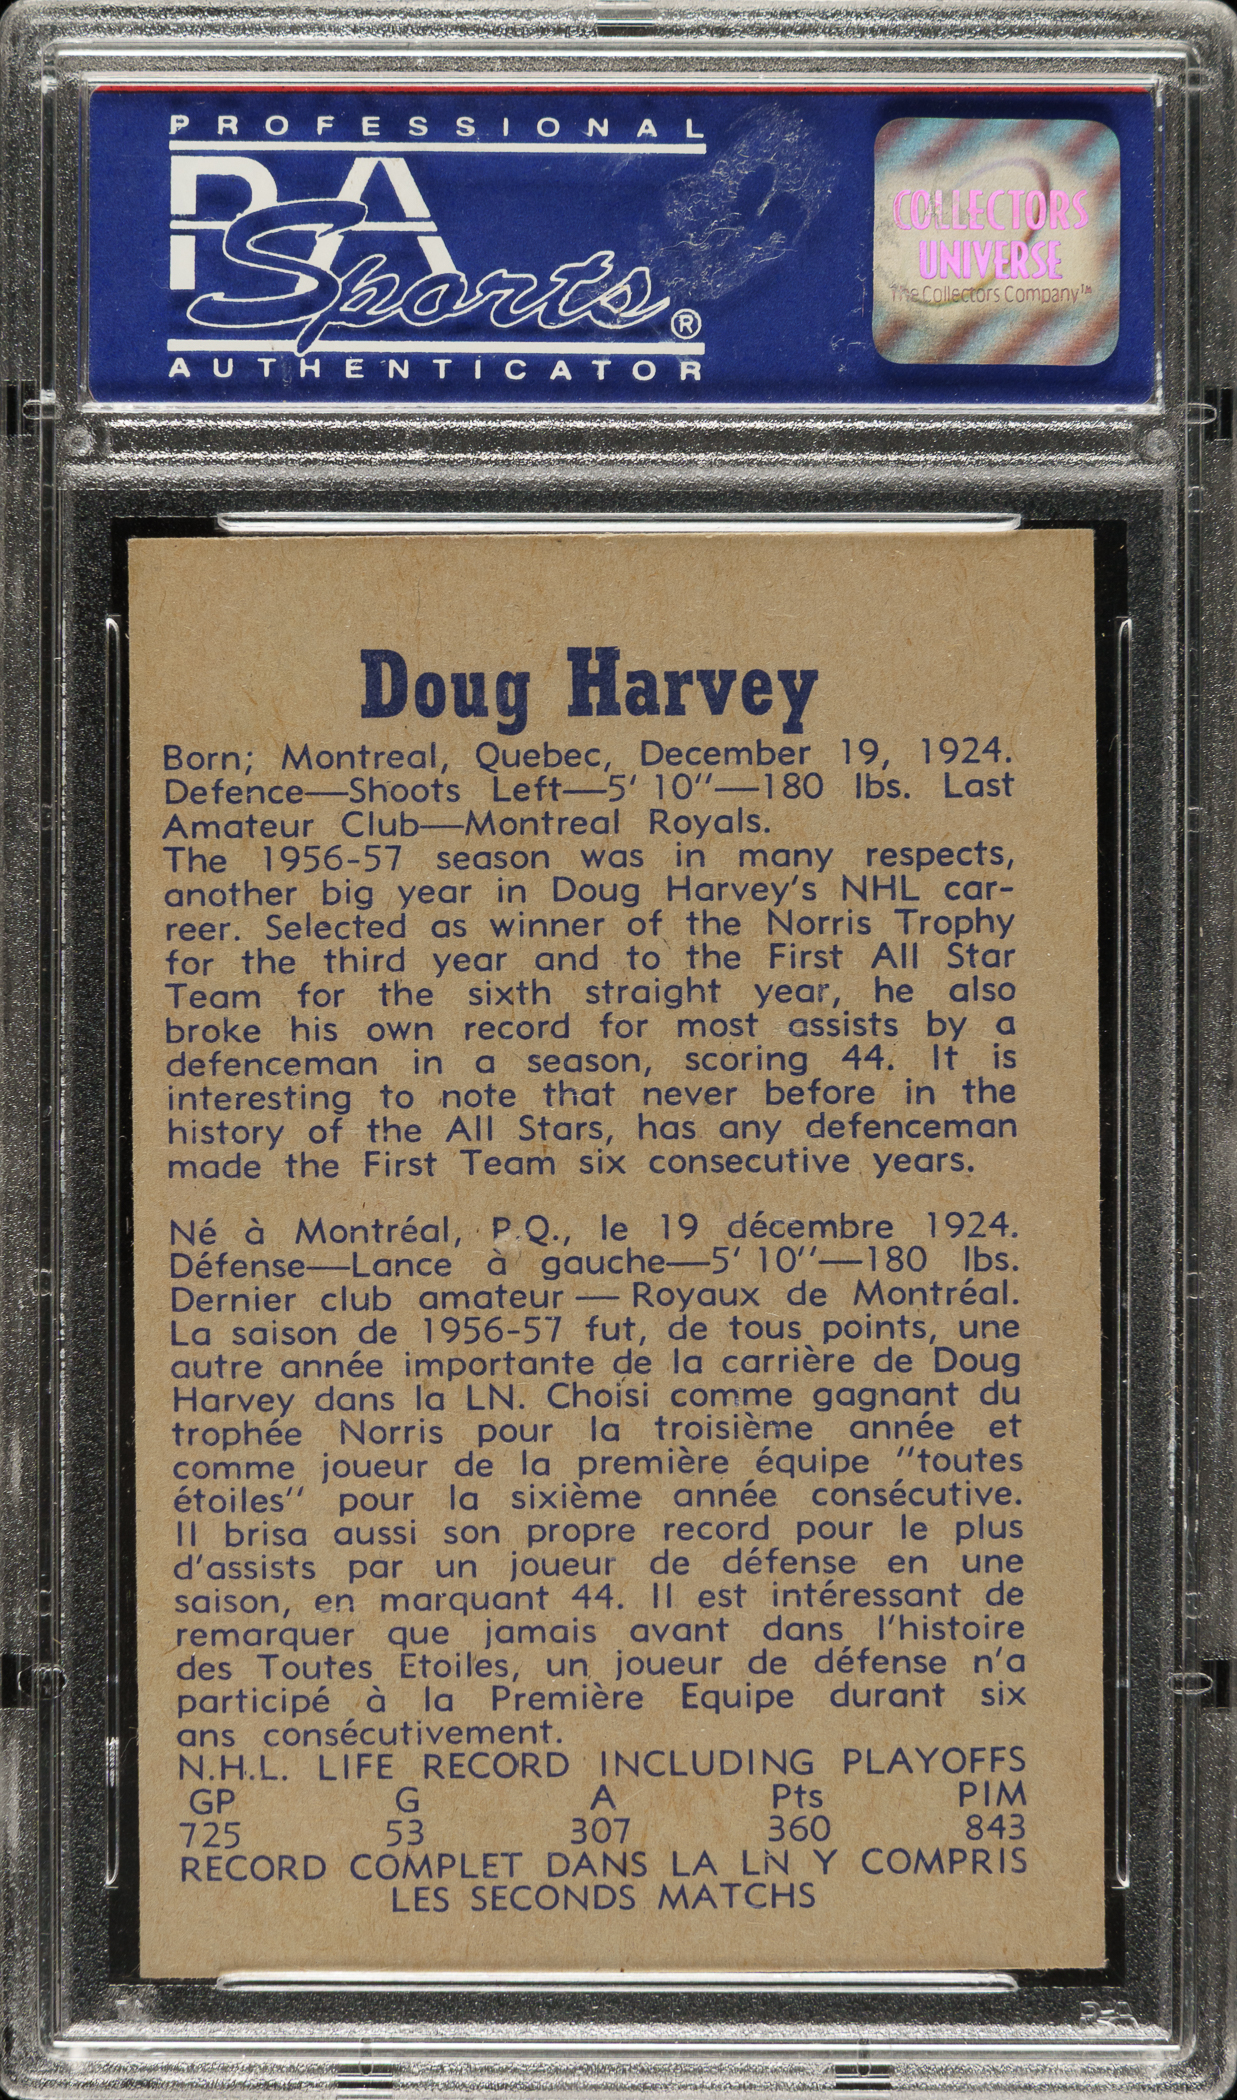 PROFESSIONAL
PSA
Sports®
AUTHENTICATOR
COLLECTORS
UNIVERSE
The Collectors Company™
Doug Harvey
Born; Montreal, Quebec, December 19, 1924.
Defence—Shoots Left—5' 10"—180 lbs. Last
Amateur Club—Montreal Royals.
The 1956-57 season was in many respects,
another big year in Doug Harvey's NHL car-
reer. Selected as winner of the Norris Trophy
for the third year and to the First All Star
Team for the sixth straight year, he also
broke his own record for most assists by a
defenceman in a season, scoring 44. It is
interesting to note that never before in the
history of the All Stars, has any defenceman
made the First Team six consecutive years.
Né à Montréal, P.Q., le 19 décembre 1924.
Défense—Lance à gauche—5' 10"—180 lbs.
Dernier club amateur — Royaux de Montréal.
La saison de 1956-57 fut, de tous points, une
autre année importante de la carrière de Doug
Harvey dans la LN. Choisi comme gagnant du
trophée Norris pour la troisième année et
comme joueur de la première équipe "toutes
étoiles" pour la sixième année consécutive.
Il brisa aussi son propre record pour le plus
d'assists par un joueur de défense en une
saison, en marquant 44. Il est intéressant de
remarquer que jamais avant dans l'histoire
des Toutes Etoiles, un joueur de défense n'a
participé à la Première Equipe durant six
ans consécutivement.
N.H.L. LIFE RECORD INCLUDING PLAYOFFS
GP G A Pts PIM
725 53 307 360 843
RECORD COMPLET DANS LA LN Y COMPRIS
LES SECONDS MATCHS